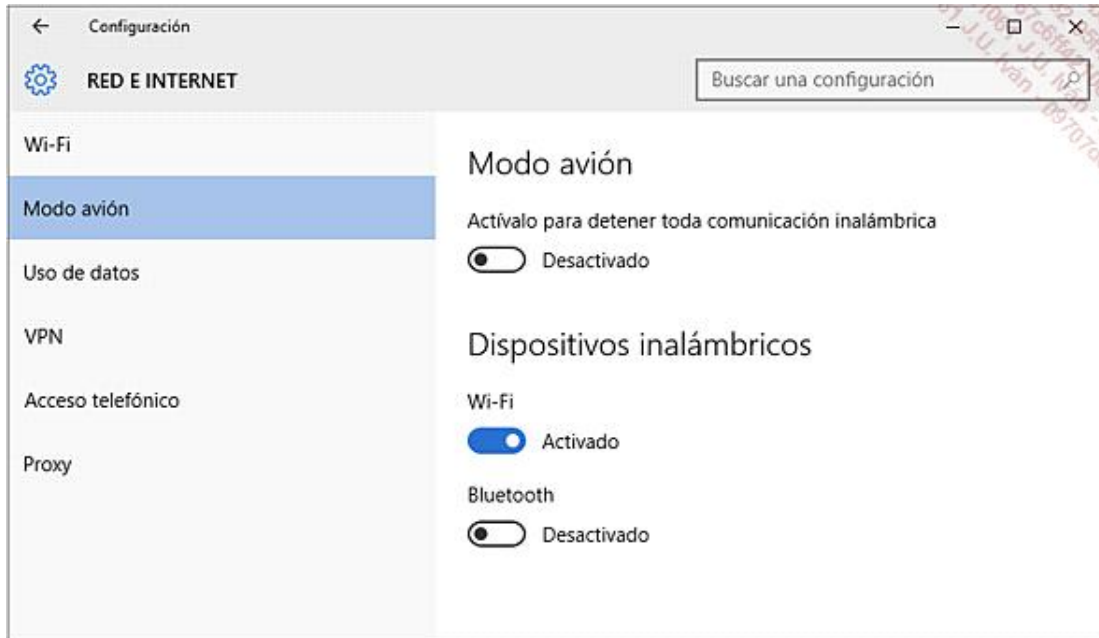 Configuración
RED E INTERNET
Buscar una configuración
Wi-Fi
Modo avión
Uso de datos
VPN
Acceso telefónico
Proxy
Modo avión
Actívalo para detener toda comunicación inalámbrica
Desactivado
Dispositivos inalámbricos
Wi-Fi
Activado
Bluetooth
Desactivado